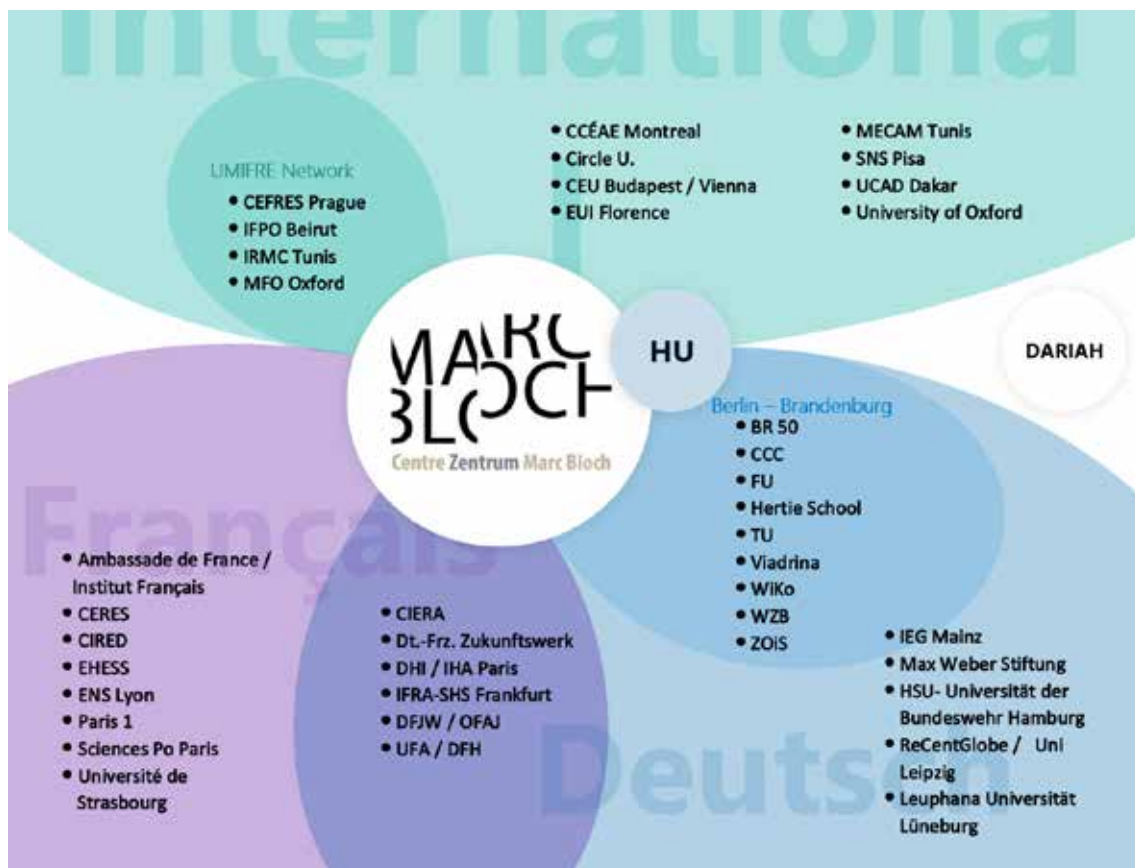 Internationa
l
UMIFRE Network
• CEFRES Prague
• IFPO Beirut
• IRMC Tunis
• MFO Oxford
• CCÉAE Montreal
• Circle U.
• CEU Budapest / Vienna
• EUI Florence
• MECAM Tunis
• SNS Pisa
• UCAD Dakar
• University of Oxford
MARC
BLOCH
Centre Zentrum Marc Bloch
HU
DARIAH
Berlin – Brandenburg
• BR 50
• CCC
• FU
• Hertie School
• TU
• Viadrina
• WiKo
• WZB
• ZOiS
Français
• Ambassade de France /
Institut Français
• CERES
• CIRED
• EHESS
• ENS Lyon
• Paris 1
• Sciences Po Paris
• Université de
Strasbourg
• CIERA
• Dt.-Frz. Zukunftswerk
• DHI / IHA Paris
• IFRA-SHS Frankfurt
• DFJW / OFAJ
• UFA / DFH
Deutsch
• IEG Mainz
• Max Weber Stiftung
• HSU- Universität der
Bundeswehr Hamburg
• ReCentGlobe / Uni
Leipzig
• Leuphana Universität
Lüneburg